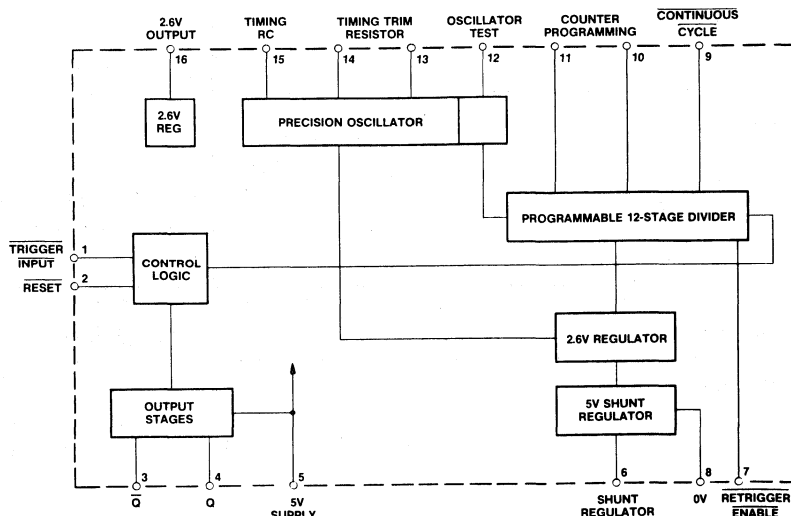 2.6V
OUTPUT
TIMING
RC
TIMING TRIM
RESISTOR
OSCILLATOR
TEST
COUNTER
PROGRAMMING
CONTINUOUS
CYCLE
16
15
14
13
12
11
10
9
2.6V
REG
PRECISION OSCILLATOR
PROGRAMMABLE 12-STAGE DIVIDER
TRIGGER
INPUT
1
RESET
2
CONTROL
LOGIC
2.6V REGULATOR
OUTPUT
STAGES
5V SHUNT
REGULATOR
3
4
5
6
8
7
Q
Q
5V
SUPPLY
SHUNT
REGULATOR
0V
RETRIGGER
ENABLE